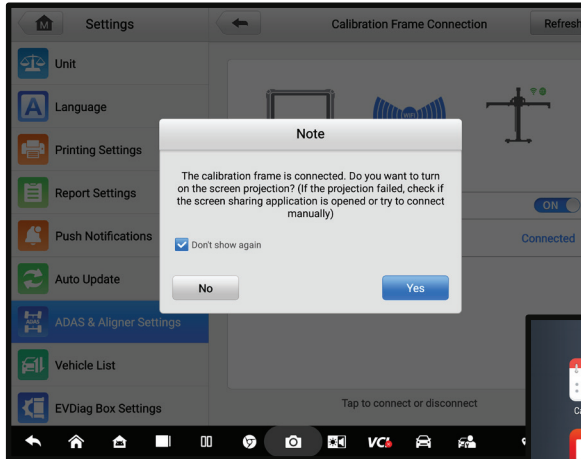 Settings
Calibration Frame Connection
Refresh
Unit
Language
Printing Settings
Report Settings
Push Notifications
Auto Update
ADAS & Aligner Settings
Vehicle List
EVDiag Box Settings
WiFi
ON
Connected
Tap to connect or disconnect
Note
The calibration frame is connected. Do you want to turn
on the screen projection? (If the projection failed, check if
the screen sharing application is opened or try to connect
manually)
Don't show again
No
Yes
M
A
ADAS
VCI
Ca